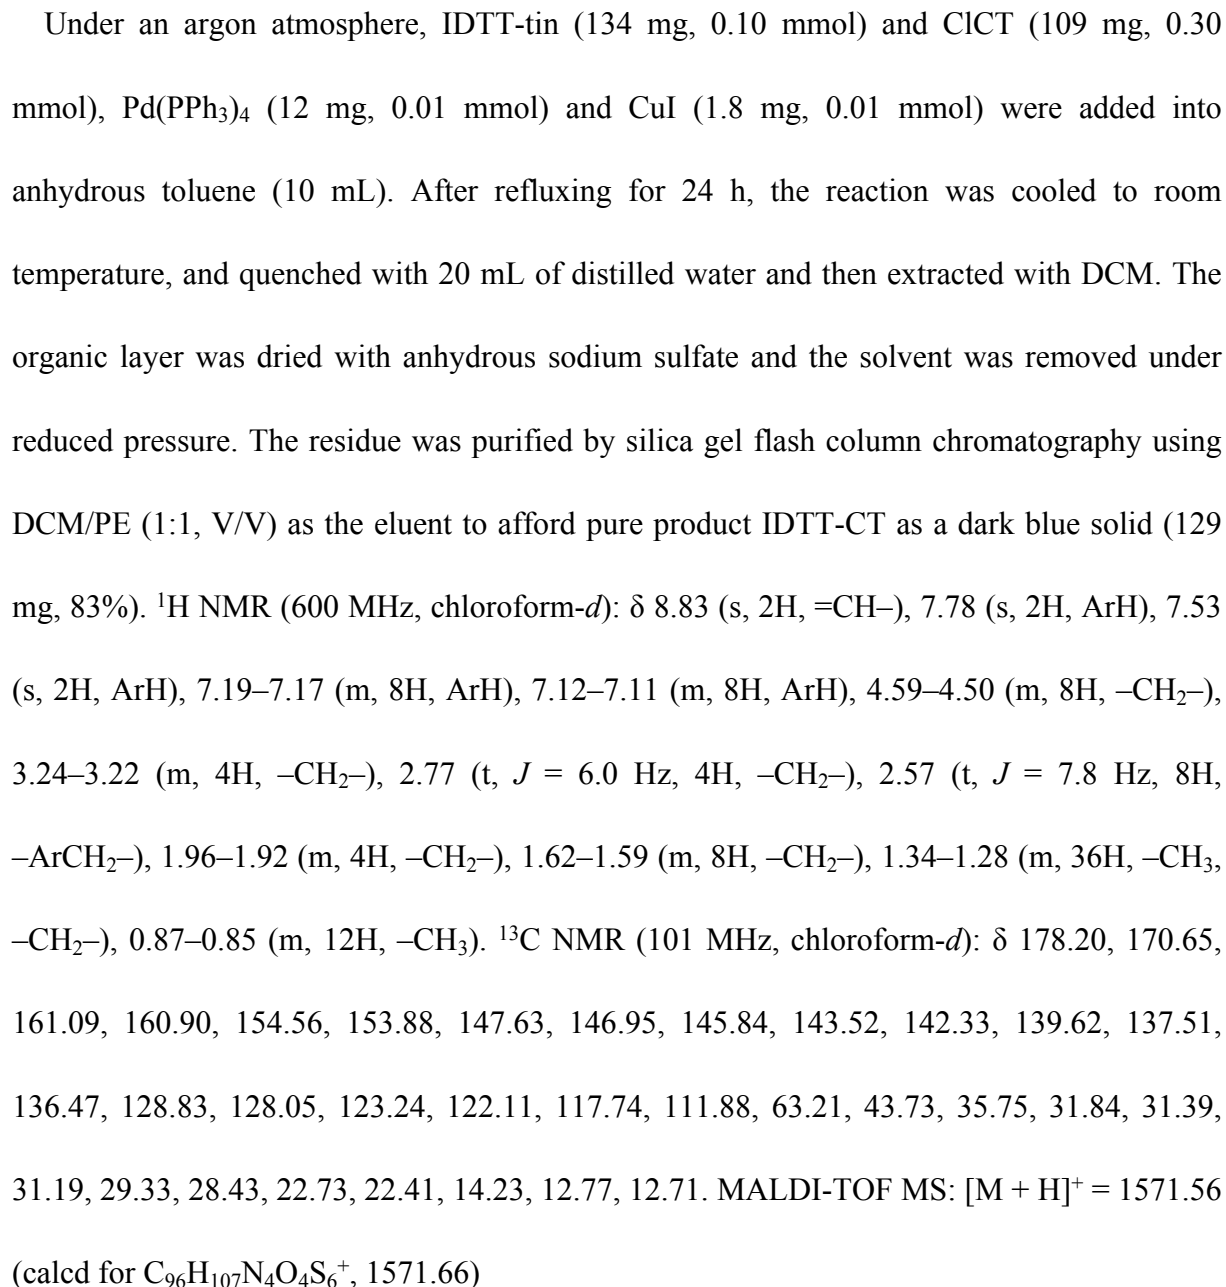 Under an argon atmosphere, IDTT-tin (134 mg, 0.10 mmol) and ClCT (109 mg, 0.30
mmol), Pd(PPh₃)₄ (12 mg, 0.01 mmol) and CuI (1.8 mg, 0.01 mmol) were added into
anhydrous toluene (10 mL). After refluxing for 24 h, the reaction was cooled to room
temperature, and quenched with 20 mL of distilled water and then extracted with DCM. The
organic layer was dried with anhydrous sodium sulfate and the solvent was removed under
reduced pressure. The residue was purified by silica gel flash column chromatography using
DCM/PE (1:1, V/V) as the eluent to afford pure product IDTT-CT as a dark blue solid (129
mg, 83%). ¹H NMR (600 MHz, chloroform-d): δ 8.83 (s, 2H, =CH–), 7.78 (s, 2H, ArH), 7.53
(s, 2H, ArH), 7.19–7.17 (m, 8H, ArH), 7.12–7.11 (m, 8H, ArH), 4.59–4.50 (m, 8H, –CH₂–),
3.24–3.22 (m, 4H, –CH₂–), 2.77 (t, J = 6.0 Hz, 4H, –CH₂–), 2.57 (t, J = 7.8 Hz, 8H,
–ArCH₂–), 1.96–1.92 (m, 4H, –CH₂–), 1.62–1.59 (m, 8H, –CH₂–), 1.34–1.28 (m, 36H, –CH₃,
–CH₂–), 0.87–0.85 (m, 12H, –CH₃). ¹³C NMR (101 MHz, chloroform-d): δ 178.20, 170.65,
161.09, 160.90, 154.56, 153.88, 147.63, 146.95, 145.84, 143.52, 142.33, 139.62, 137.51,
136.47, 128.83, 128.05, 123.24, 122.11, 117.74, 111.88, 63.21, 43.73, 35.75, 31.84, 31.39,
31.19, 29.33, 28.43, 22.73, 22.41, 14.23, 12.77, 12.71. MALDI-TOF MS: [M + H]⁺ = 1571.56
(calcd for C₉₆H₁₀₇N₄O₄S₆⁺, 1571.66)